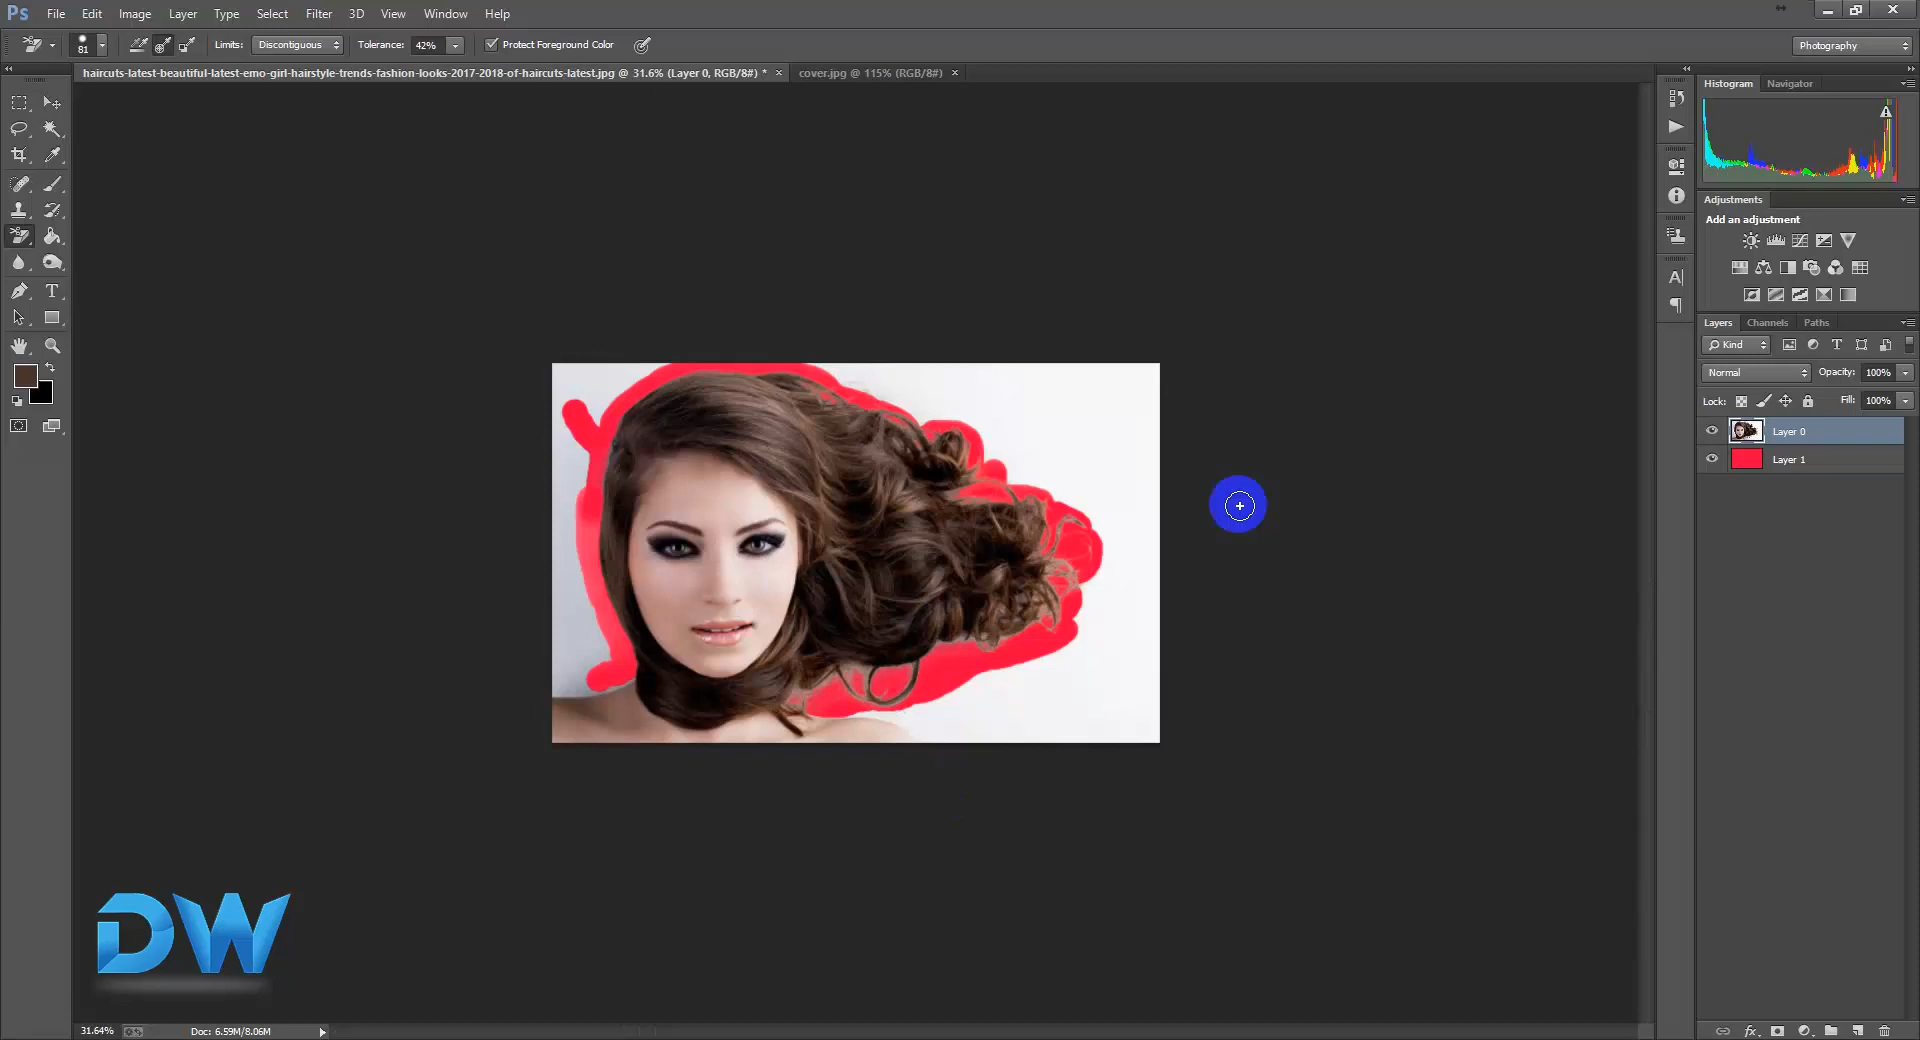 Ps File Edit Image Layer Type Select Filter 3D View Window Help
81 Limits: Discontiguous Tolerance: 42% Protect Foreground Color Photography
haircuts-latest-beautiful-latest-emo-girl-hairstyle-trends-fashion-looks-2017-2018-of-haircuts-latest.jpg @ 31.6% (Layer 0, RGB/8#) * × cover.jpg @ 115% (RGB/8#) ×
Histogram Navigator
Adjustments
Add an adjustment
Layers Channels Paths
Kind
Normal Opacity: 100%
Lock: Fill: 100%
Layer 0
Layer 1
DW
31.64% Doc: 6.59M/8.06M